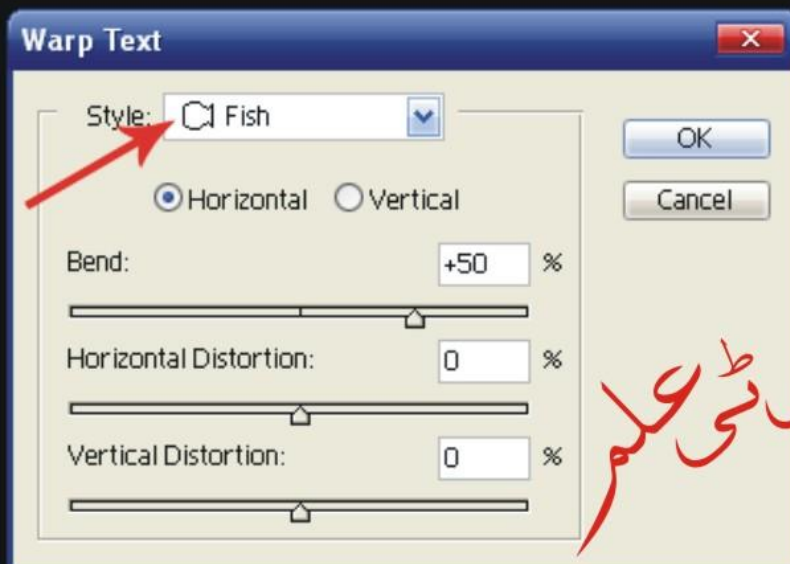 Warp Text
Style: Fish
OK
Horizontal Vertical
Cancel
Bend: +50 %
Horizontal Distortion: 0 %
علم
Vertical Distortion: 0 %